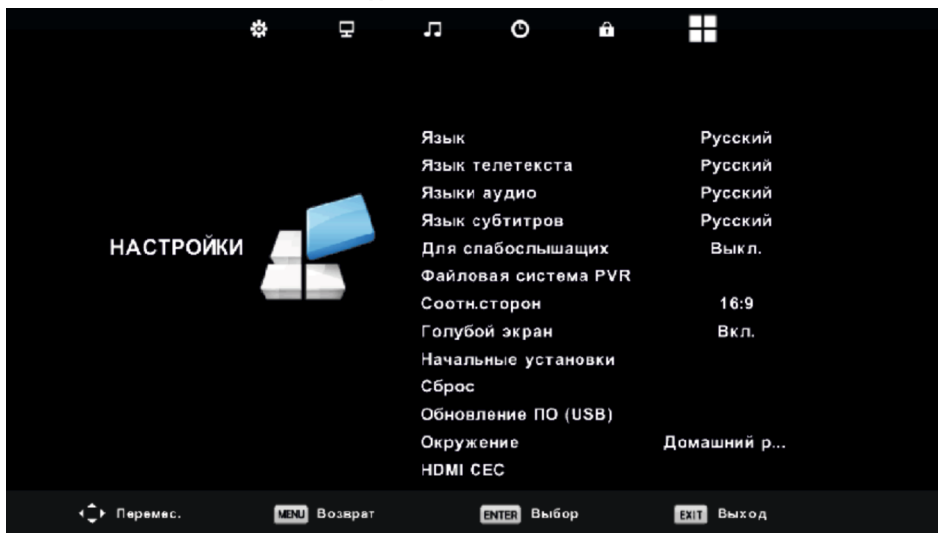 Язык Русский
Язык телетекста Русский
Языки аудио Русский
Язык субтитров Русский
НАСТРОЙКИ
Для слабослышащих Выкл.
Файловая система PVR
Соотн.сторон 16:9
Голубой экран Вкл.
Начальные установки
Сброс
Обновление ПО (USB)
Окружение Домашний р...
HDMI CEC
Перемес. MENU Возврат ENTER Выбор EXIT Выход